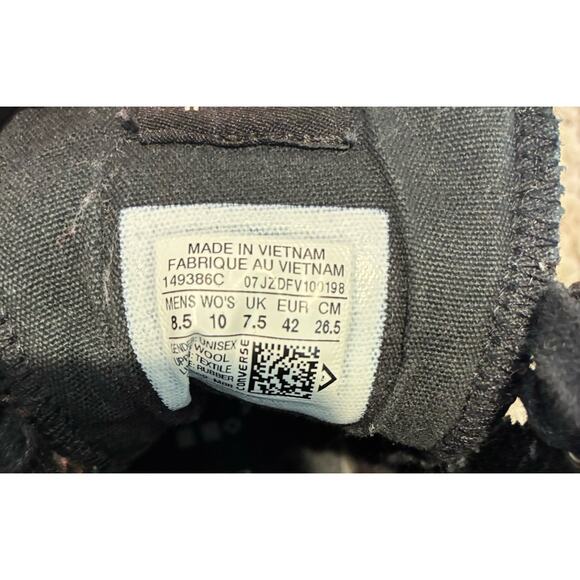 MADE IN VIETNAM
FABRIQUE AU VIETNAM
149386C 07JZDFV100198
MENS WO'S UK EUR CM
8.5 10 7.5 42 26.5
UNISEX
WOOL
TEXTILE
RUBBER
CONVERSE